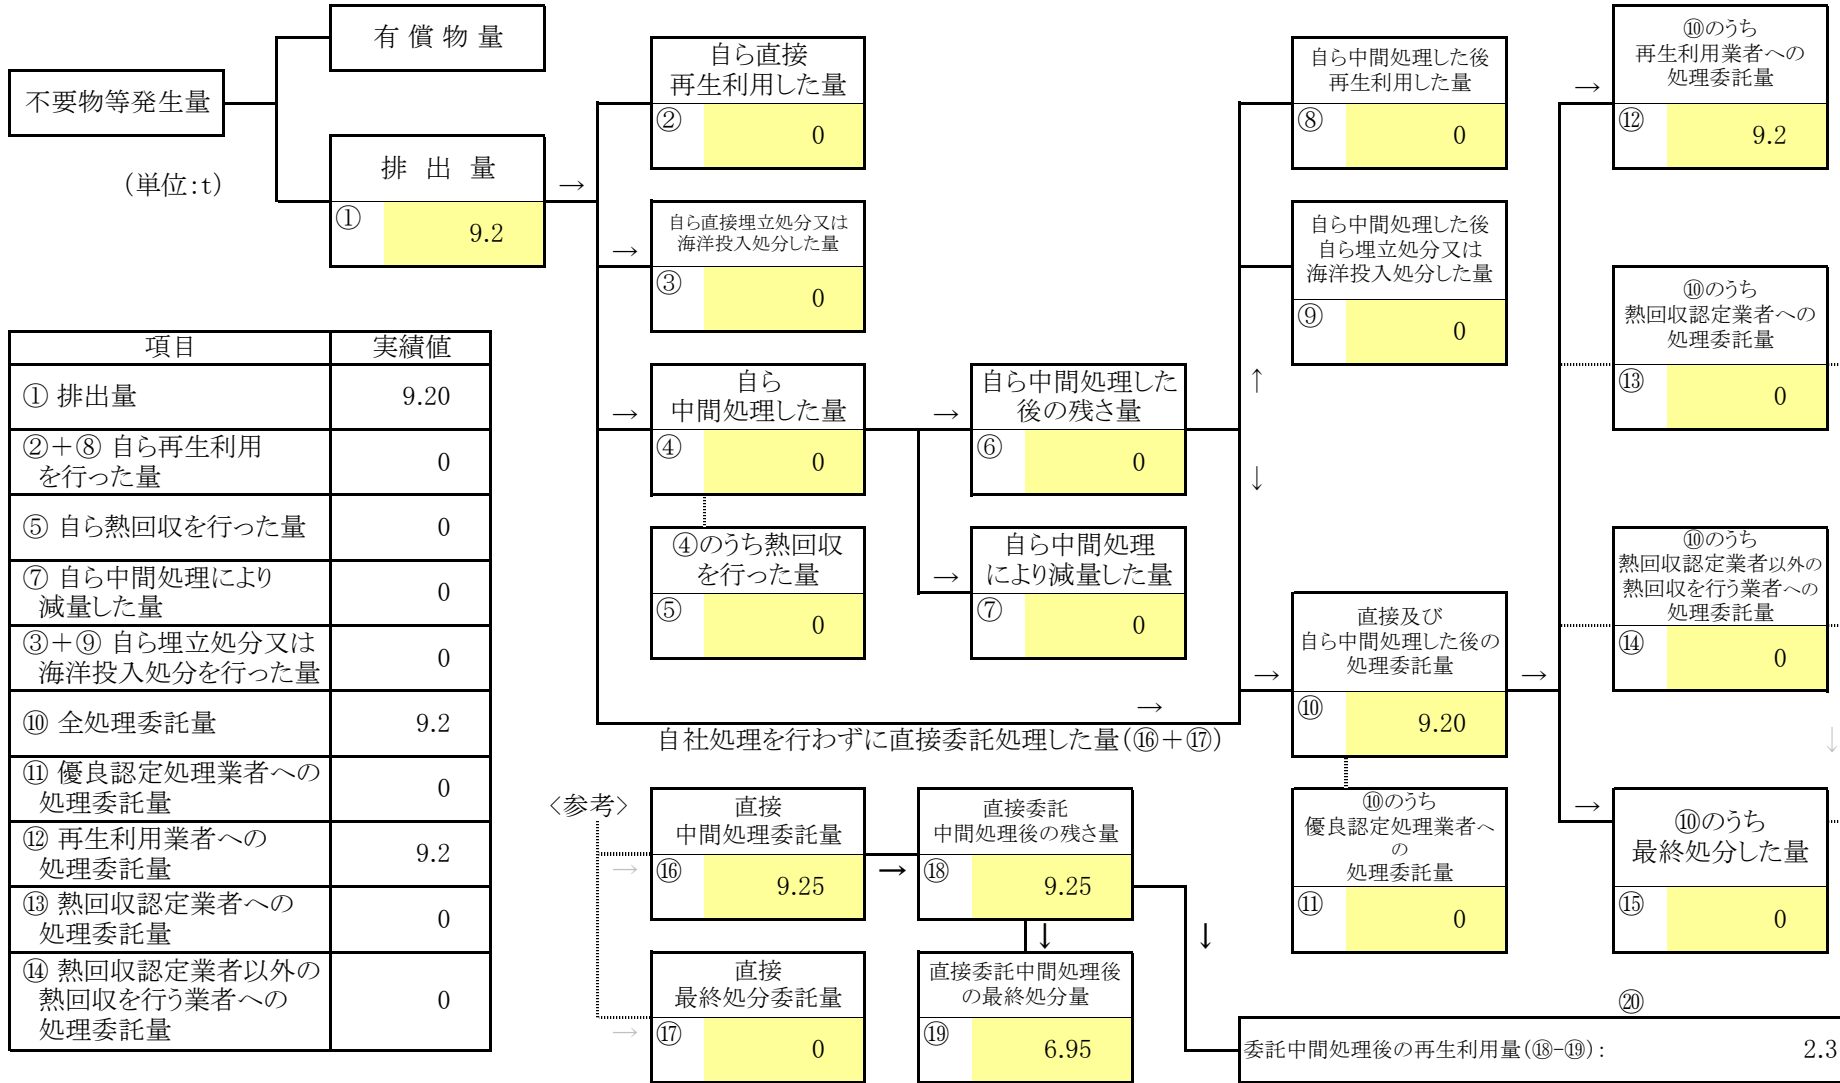 不要物等発生量
(単位:t)
有 償 物 量
排 出 量
① 9.2
→
自ら直接
再生利用した量
② 0
→
自ら直接埋立処分又は
海洋投入処分した量
③ 0
→
自ら
中間処理した量
④ 0
④のうち熱回収
を行った量
⑤ 0
→
自ら中間処理した
後の残さ量
⑥ 0
→
自ら中間処理
により減量した量
⑦ 0
↑
↓
自ら中間処理した後
再生利用した量
⑧ 0
自ら中間処理した後
自ら埋立処分又は
海洋投入処分した量
⑨ 0
→
→
直接及び
自ら中間処理した後の
処理委託量
⑩ 9.20
自社処理を行わずに直接委託処理した量(⑯+⑰)
⑩のうち
優良認定処理業者へ
の
処理委託量
⑪ 0
→
→
⑩のうち
再生利用業者への
処理委託量
⑫ 9.2
⑩のうち
熱回収認定業者への
処理委託量
⑬ 0
⑩のうち
熱回収認定業者以外の
熱回収を行う業者への
処理委託量
⑭ 0
↓
→
⑩のうち
最終処分した量
⑮ 0
項目 実績値
① 排出量 9.20
②+⑧ 自ら再生利用
を行った量 0
⑤ 自ら熱回収を行った量 0
⑦ 自ら中間処理により
減量した量 0
③+⑨ 自ら埋立処分又は
海洋投入処分を行った量 0
⑩ 全処理委託量 9.2
⑪ 優良認定処理業者への
処理委託量 0
⑫ 再生利用業者への
処理委託量 9.2
⑬ 熱回収認定業者への
処理委託量 0
⑭ 熱回収認定業者以外の
熱回収を行う業者への
処理委託量 0
<参考>
→
直接
中間処理委託量
⑯ 9.25
→
直接委託
中間処理後の残さ量
⑱ 9.25
→
直接
最終処分委託量
⑰ 0
↓
直接委託中間処理後
の最終処分量
⑲ 6.95
↓
⑳
委託中間処理後の再生利用量(⑱-⑲): 2.3